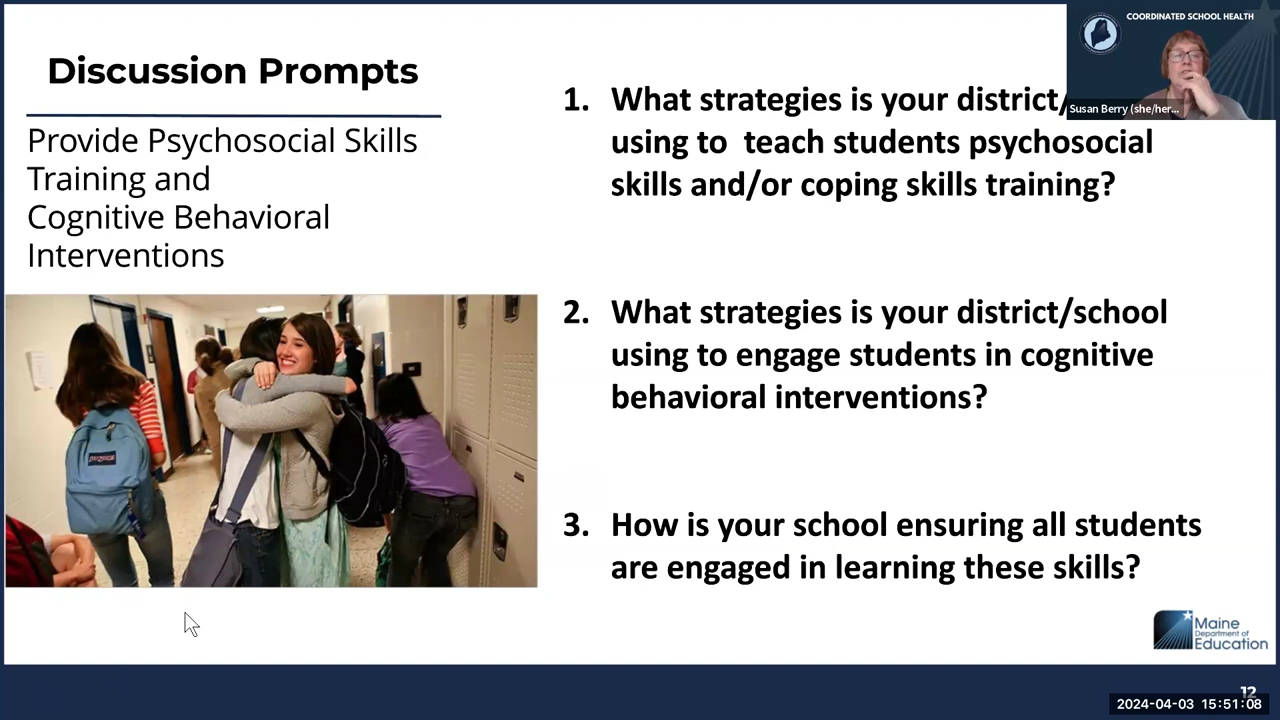 Discussion Prompts
Provide Psychosocial Skills
Training and
Cognitive Behavioral
Interventions
1. What strategies is your district/
using to teach students psychosocial
skills and/or coping skills training?
2. What strategies is your district/school
using to engage students in cognitive
behavioral interventions?
3. How is your school ensuring all students
are engaged in learning these skills?
COORDINATED SCHOOL HEALTH
Susan Berry (she/her...
JANSPORT
Maine
Department of
Education
12
2024-04-03 15:51:08